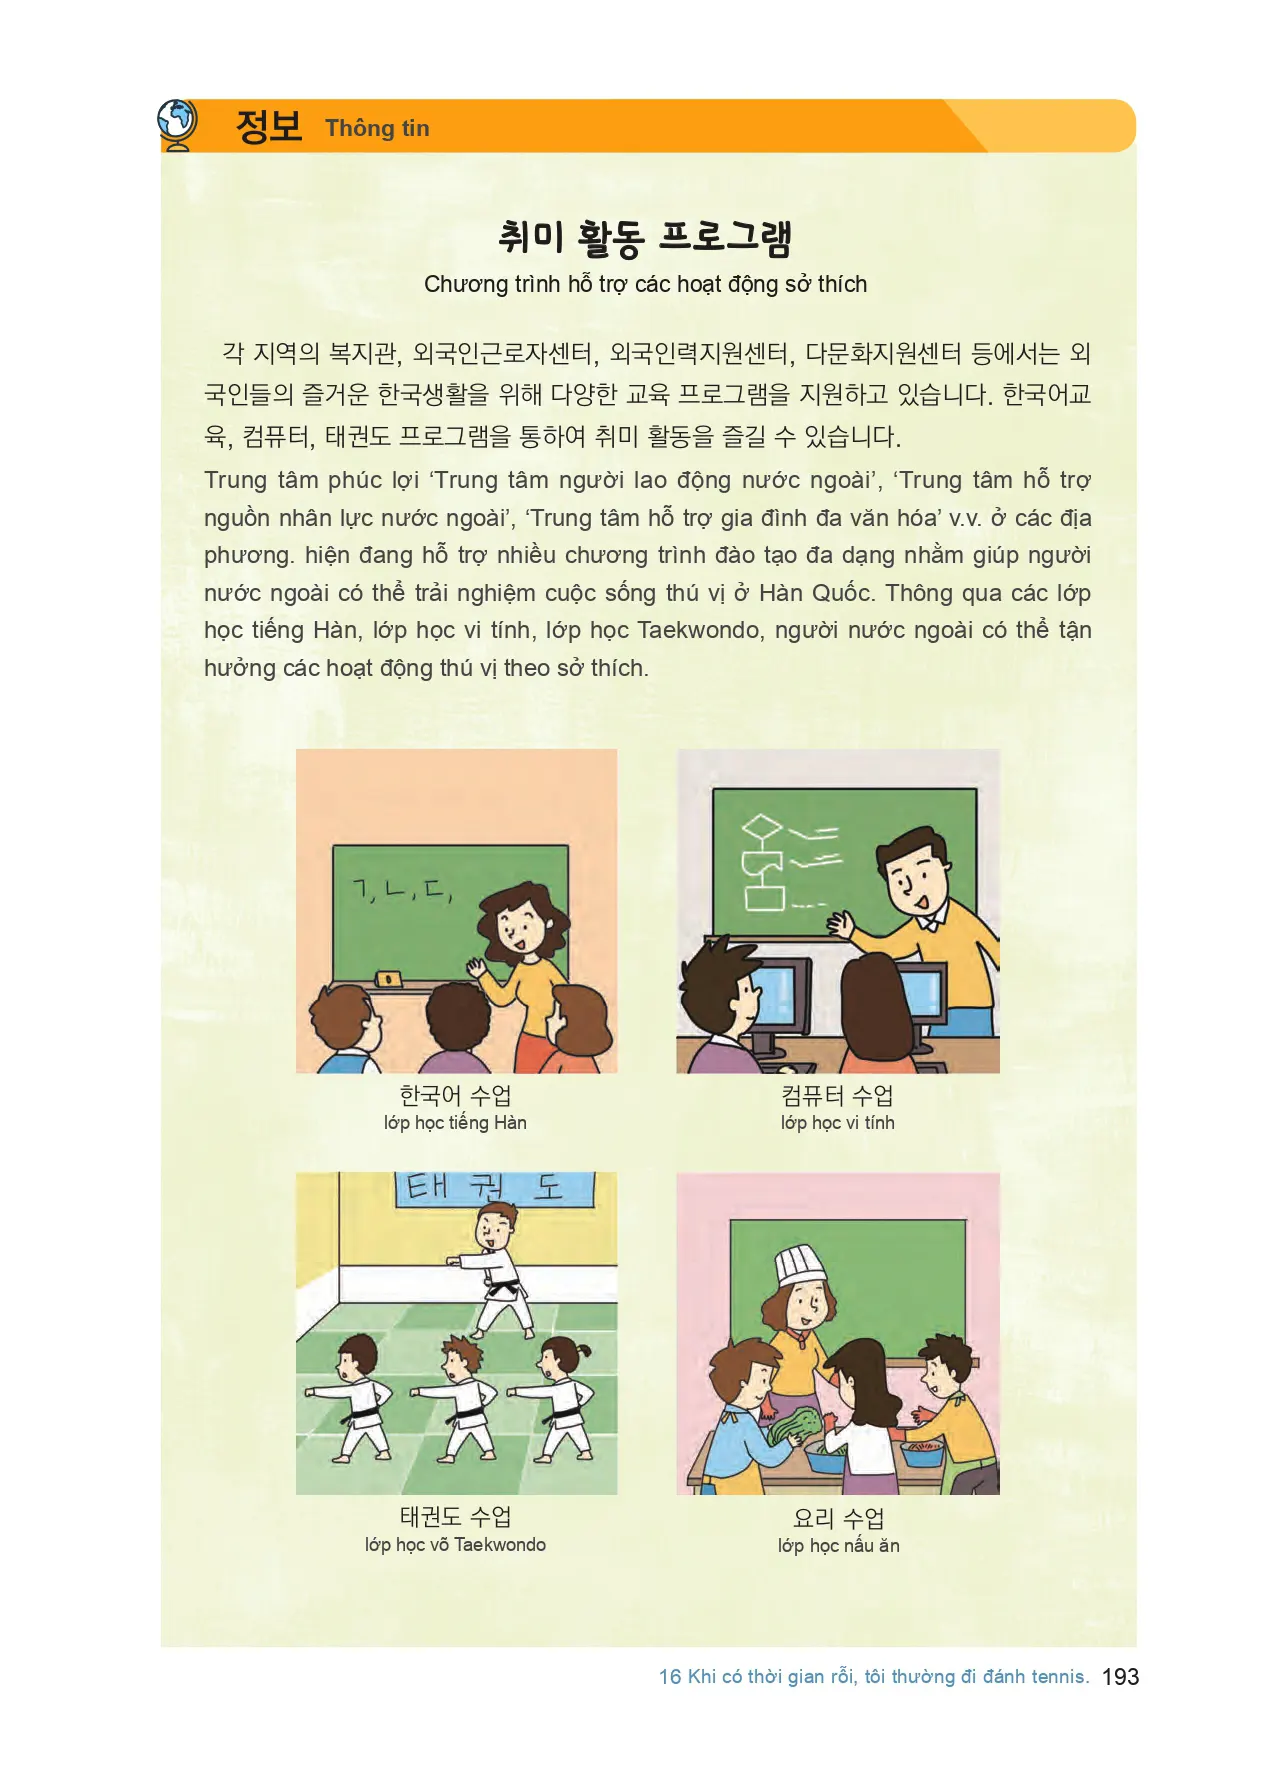 정보 Thông tin
취미 활동 프로그램
Chương trình hỗ trợ các hoạt động sở thích
각 지역의 복지관, 외국인근로자센터, 외국인력지원센터, 다문화지원센터 등에서는 외
국인들의 즐거운 한국생활을 위해 다양한 교육 프로그램을 지원하고 있습니다. 한국어교
육, 컴퓨터, 태권도 프로그램을 통하여 취미 활동을 즐길 수 있습니다.
Trung tâm phúc lợi ‘Trung tâm người lao động nước ngoài’, ‘Trung tâm hỗ trợ
nguồn nhân lực nước ngoài’, ‘Trung tâm hỗ trợ gia đình đa văn hóa’ v.v. ở các địa
phương. hiện đang hỗ trợ nhiều chương trình đào tạo đa dạng nhằm giúp người
nước ngoài có thể trải nghiệm cuộc sống thú vị ở Hàn Quốc. Thông qua các lớp
học tiếng Hàn, lớp học vi tính, lớp học Taekwondo, người nước ngoài có thể tận
hưởng các hoạt động thú vị theo sở thích.
ㄱ, ㄴ, ㄷ,
한국어 수업
lớp học tiếng Hàn
컴퓨터 수업
lớp học vi tính
태권도
태권도 수업
lớp học võ Taekwondo
요리 수업
lớp học nấu ăn
16 Khi có thời gian rỗi, tôi thường đi đánh tennis. 193